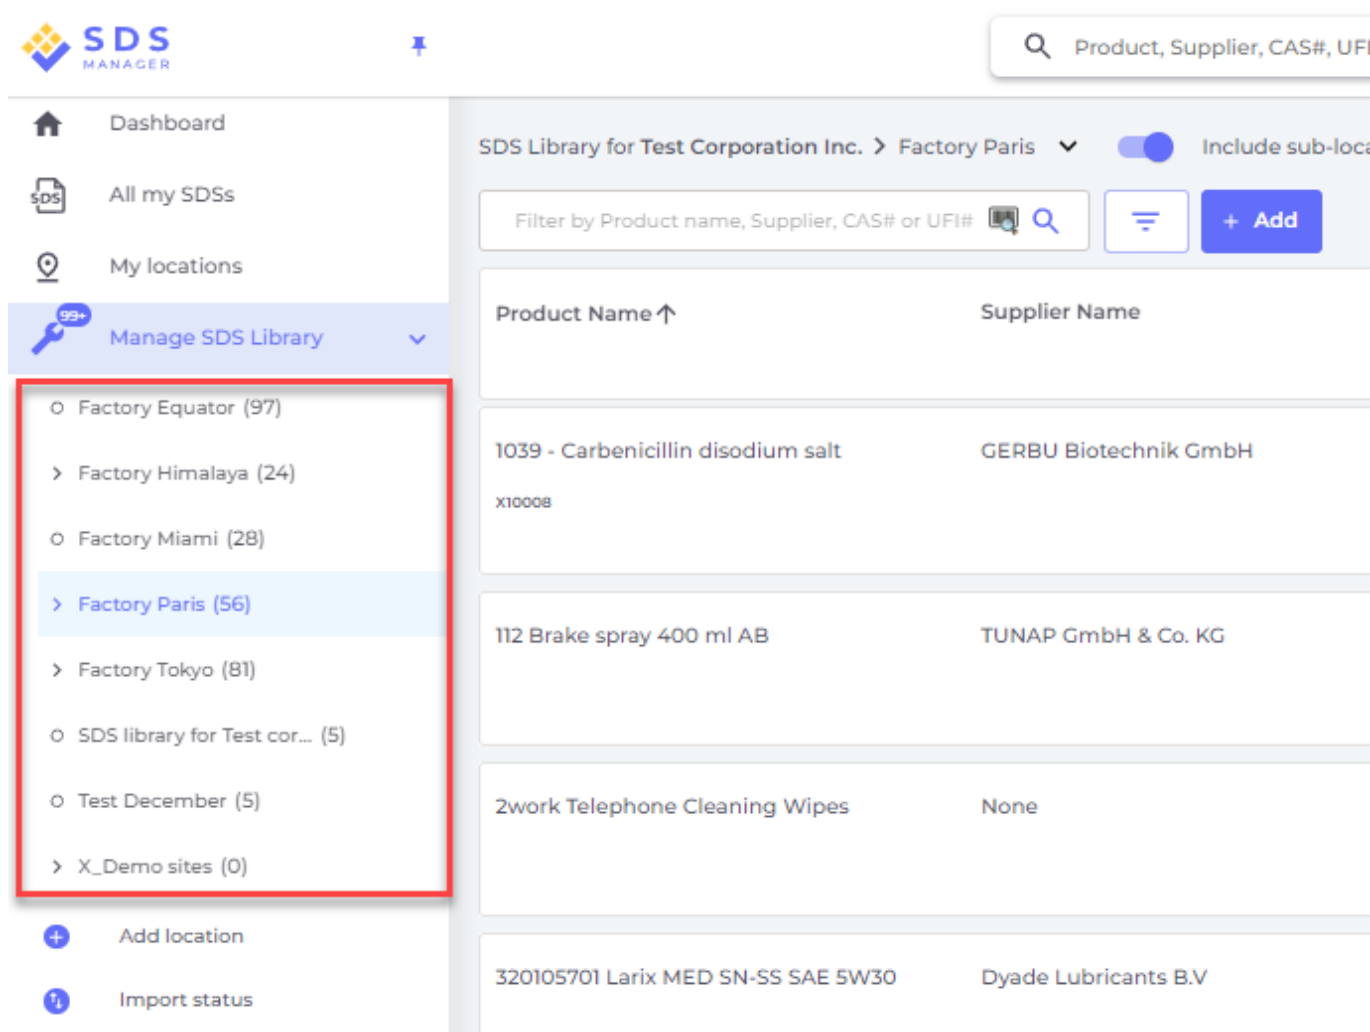 SDS
MANAGER
Product, Supplier, CAS#, UFI
Dashboard
SDS
All my SDSs
My locations
99+
Manage SDS Library
Factory Equator (97)
Factory Himalaya (24)
Factory Miami (28)
Factory Paris (56)
Factory Tokyo (81)
SDS library for Test cor... (5)
Test December (5)
X_Demo sites (0)
Add location
Import status
SDS Library for Test Corporation Inc. > Factory Paris Include sub-loca
Filter by Product name, Supplier, CAS# or UFI#
+ Add
Product Name↑ Supplier Name
1039 - Carbenicillin disodium salt GERBU Biotechnik GmbH
X10008
112 Brake spray 400 ml AB TUNAP GmbH & Co. KG
2work Telephone Cleaning Wipes None
320105701 Larix MED SN-SS SAE 5W30 Dyade Lubricants B.V